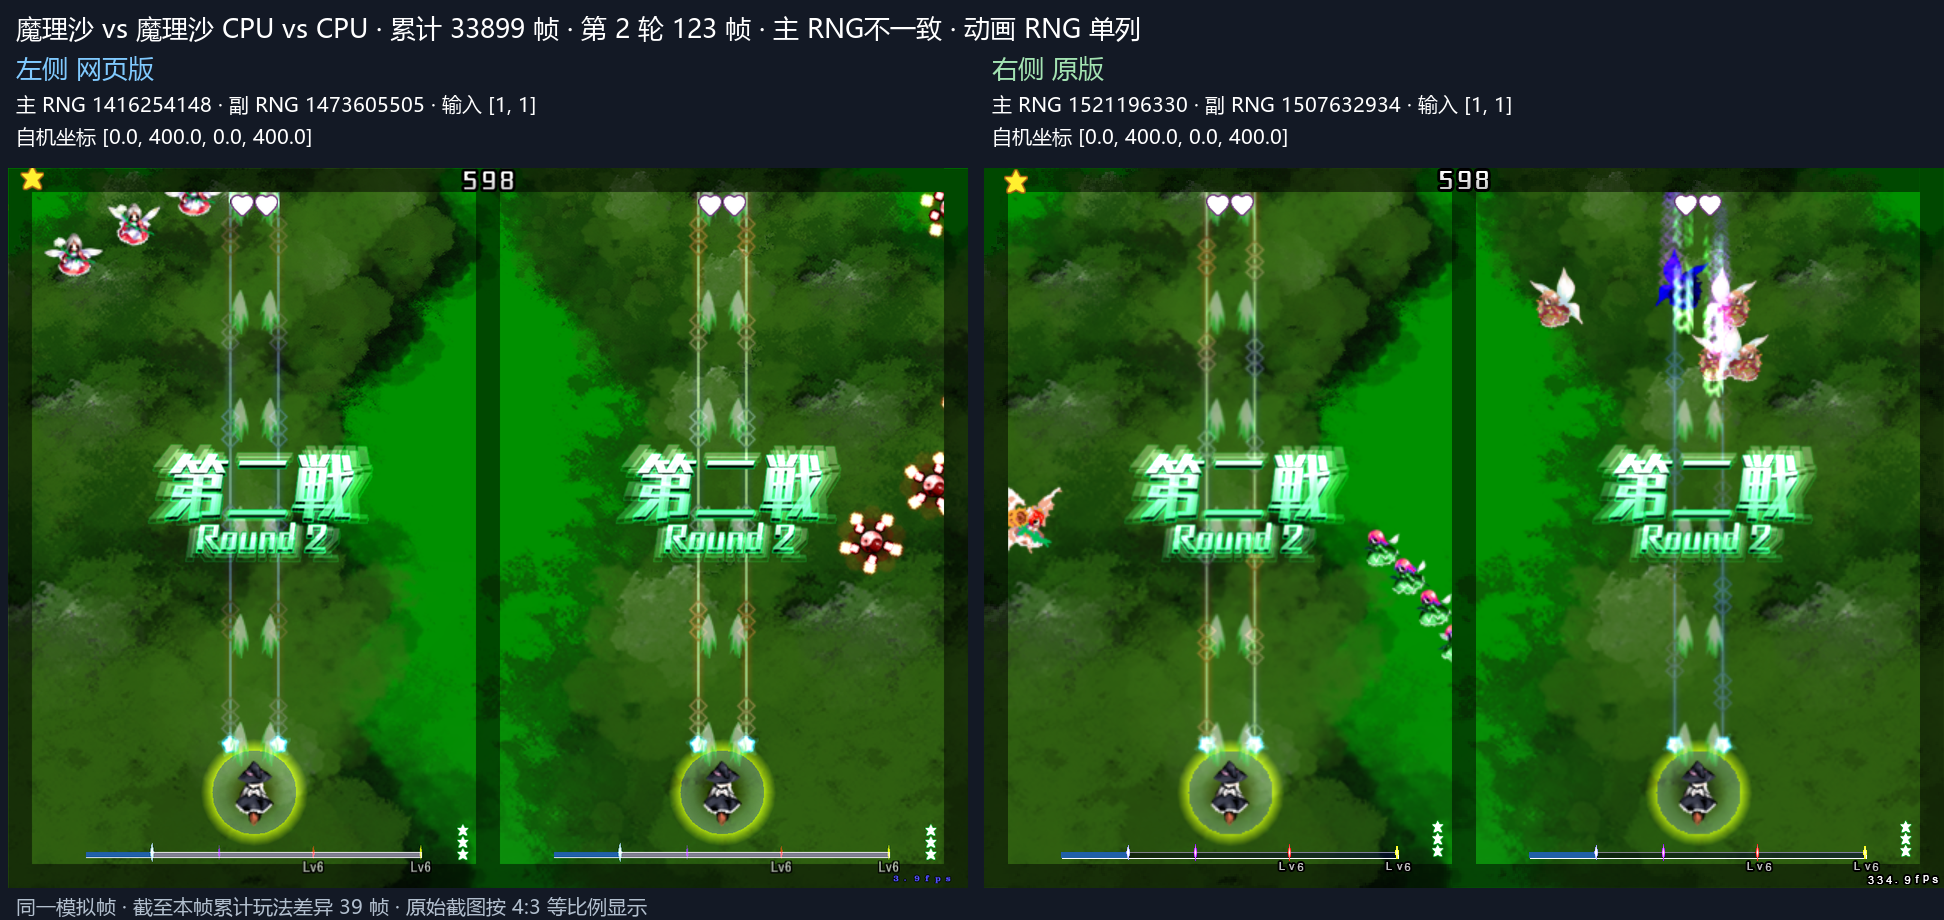 魔理沙 vs 魔理沙 CPU vs CPU · 累计 33899 帧 · 第 2 轮 123 帧 · 主 RNG不一致 · 动画 RNG 单列
左侧 网页版
主 RNG 1416254148 · 副 RNG 1473605505 · 输入 [1, 1]
自机坐标 [0.0, 400.0, 0.0, 400.0]
右侧 原版
主 RNG 1521196330 · 副 RNG 1507632934 · 输入 [1, 1]
自机坐标 [0.0, 400.0, 0.0, 400.0]
598
第二戦
Round 2
第二戦
Round 2
Lv6
Lv6
Lv6
Lv6
3.9fps
598
第二戦
Round 2
第二戦
Round 2
Lv6
Lv6
Lv6
Lv6
334.9fps
同一模拟帧 · 截至本帧累计玩法差异 39 帧 · 原始截图按 4:3 等比例显示